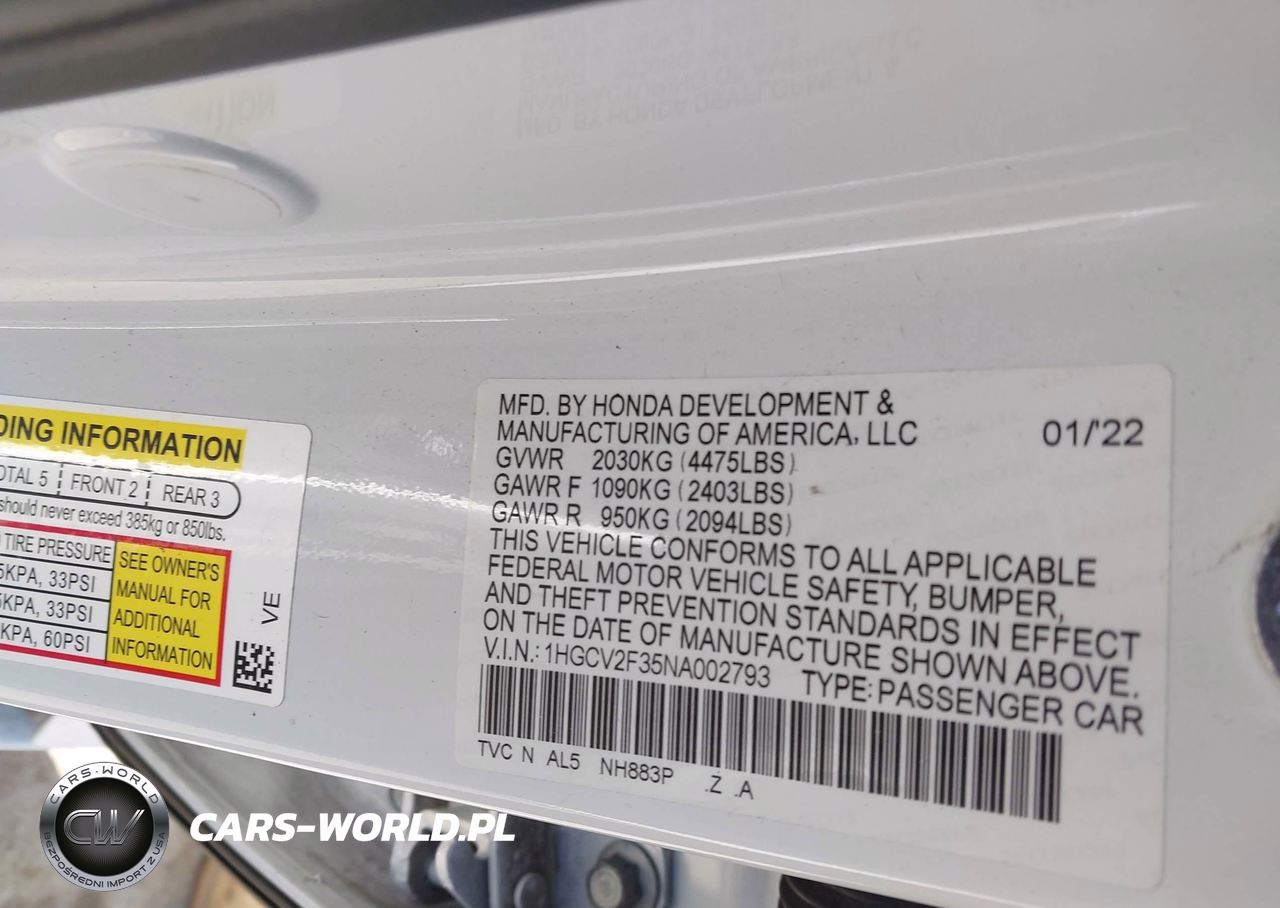 DING INFORMATION
OTAL 5 FRONT 2 REAR 3
should never exceed 385kg or 850lbs.
TIRE PRESSURE
5KPA, 33PSI
5KPA, 33PSI
KPA, 60PSI
SEE OWNER'S
MANUAL FOR
ADDITIONAL
INFORMATION
VE
MFD. BY HONDA DEVELOPMENT &
MANUFACTURING OF AMERICA, LLC 01/'22
GVWR 2030KG (4475LBS)
GAWR F 1090KG (2403LBS)
GAWR R 950KG (2094LBS)
THIS VEHICLE CONFORMS TO ALL APPLICABLE
FEDERAL MOTOR VEHICLE SAFETY, BUMPER,
AND THEFT PREVENTION STANDARDS IN EFFECT
ON THE DATE OF MANUFACTURE SHOWN ABOVE.
V.I.N.: 1HGCV2F35NA002793 TYPE: PASSENGER CAR
TVC N AL5 NH883P .Z .A
CARS-WORLD
CW
BEZPOŚREDNI IMPORT Z USA
CARS-WORLD.PL